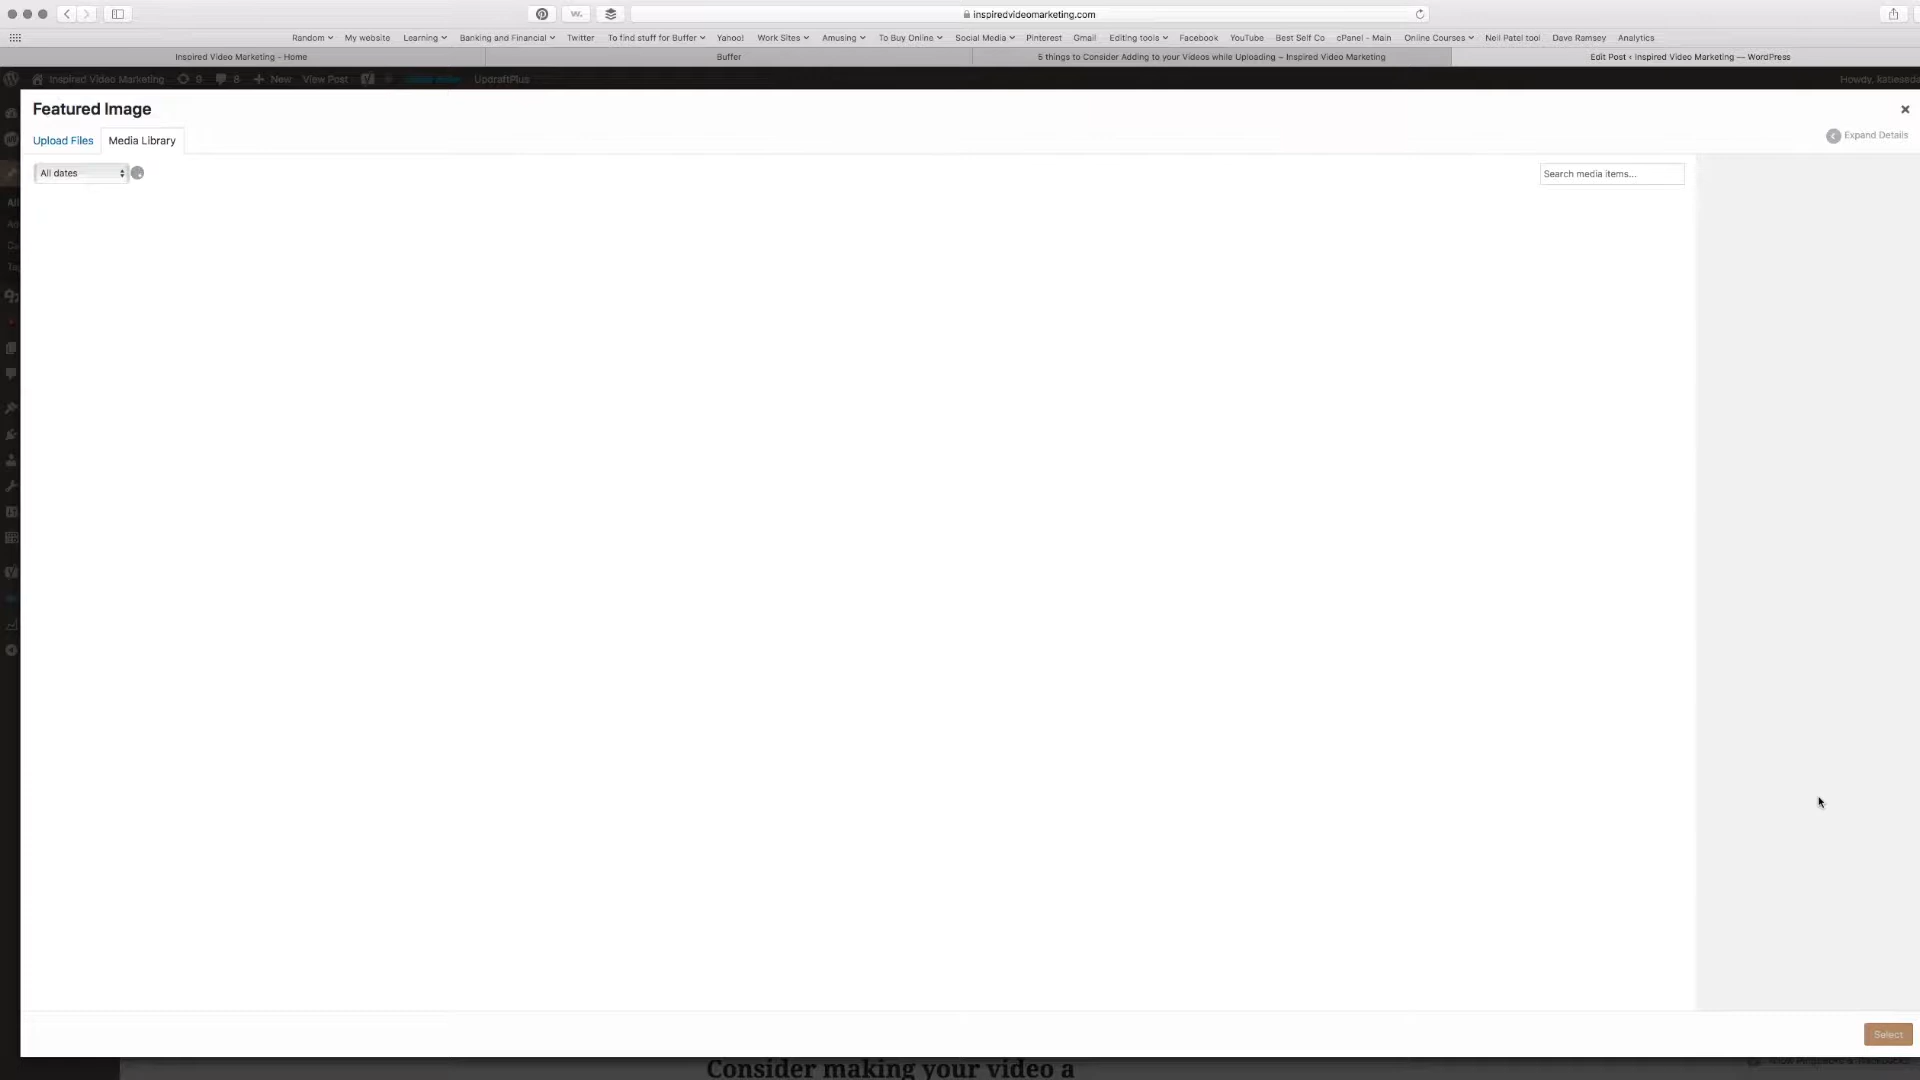 inspiredvideomarketing.com
Random My website Learning Banking and Financial Twitter To find stuff for Buffer Yahoo! Work Sites Amusing To Buy Online Social Media Pinterest Gmail Editing tools Facebook YouTube Best Self Co cPanel - Main Online Courses Neil Patel tool Dave Ramsey Analytics
Inspired Video Marketing - Home Buffer 5 things to Consider Adding to your Videos while Uploading – Inspired Video Marketing Edit Post ‹ Inspired Video Marketing — WordPress
Inspired Video Marketing 9 8 New View Post UpdraftPlus Howdy,
Featured Image
Expand Details
Upload Files Media Library
All dates
Search media items...
Select
Consider making your video a